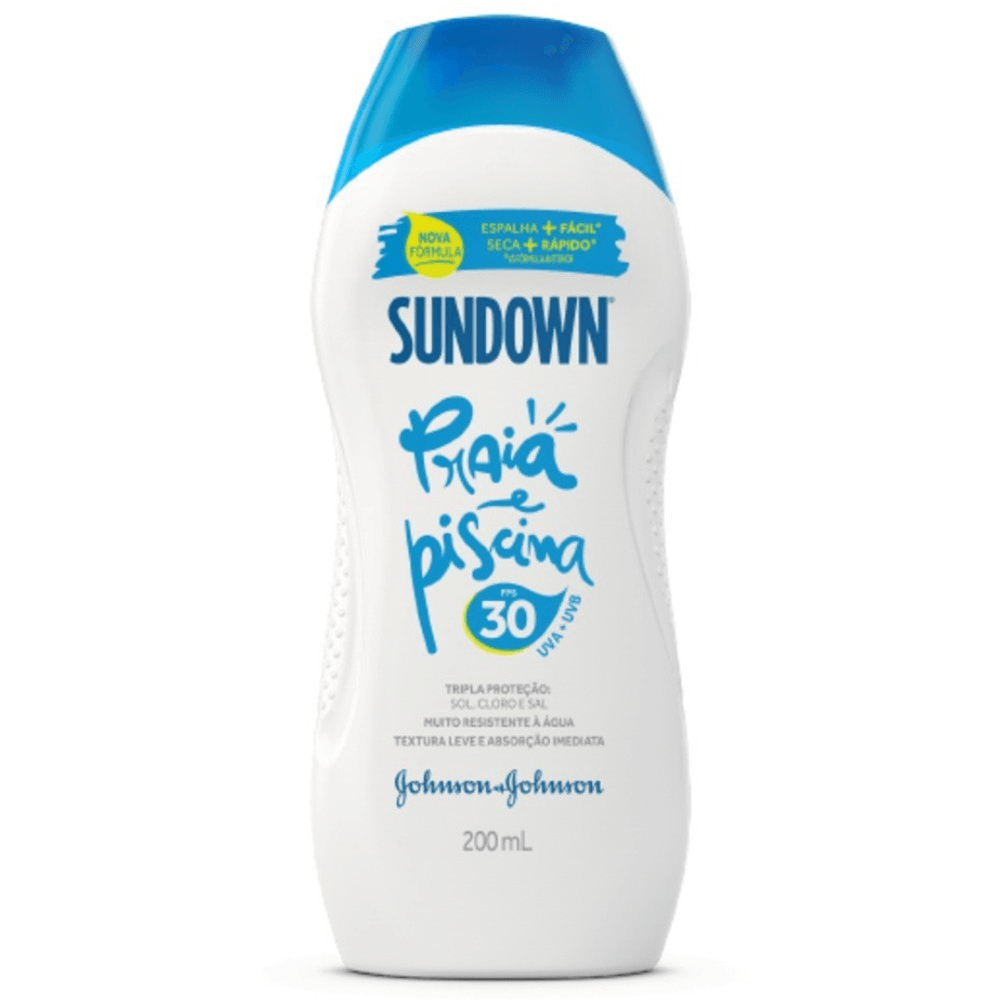 NOVA
FÓRMULA
ESPALHA + FÁCIL*
SECA + RÁPIDO*
SUNDOWN®
Praia
e
piscina
FPS
30
UVA + UVB
TRIPLA PROTEÇÃO:
SOL, CLORO E SAL
MUITO RESISTENTE À ÁGUA
TEXTURA LEVE E ABSORÇÃO IMEDIATA
Johnson & Johnson
200 mL